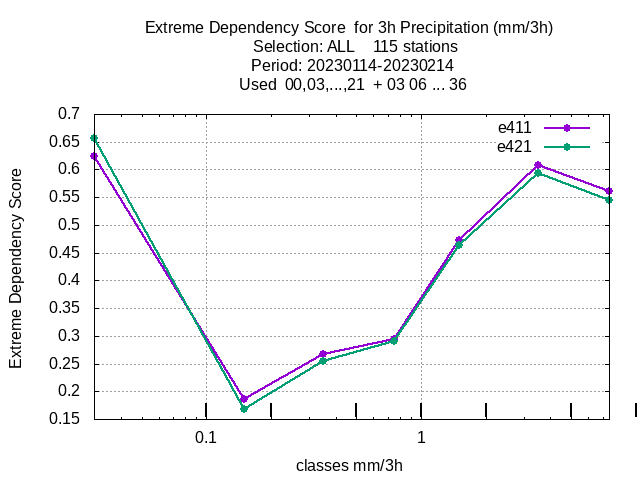 Extreme Dependency Score  for 3h Precipitation (mm/3h)
Selection: ALL    115 stations
Period: 20230114-20230214
Used  00,03,...,21  + 03 06 ... 36
e411
e421
0.7
0.65
0.6
0.55
0.5
0.45
0.4
0.35
0.3
0.25
0.2
0.15
Extreme Dependency Score
0.1
1
classes mm/3h